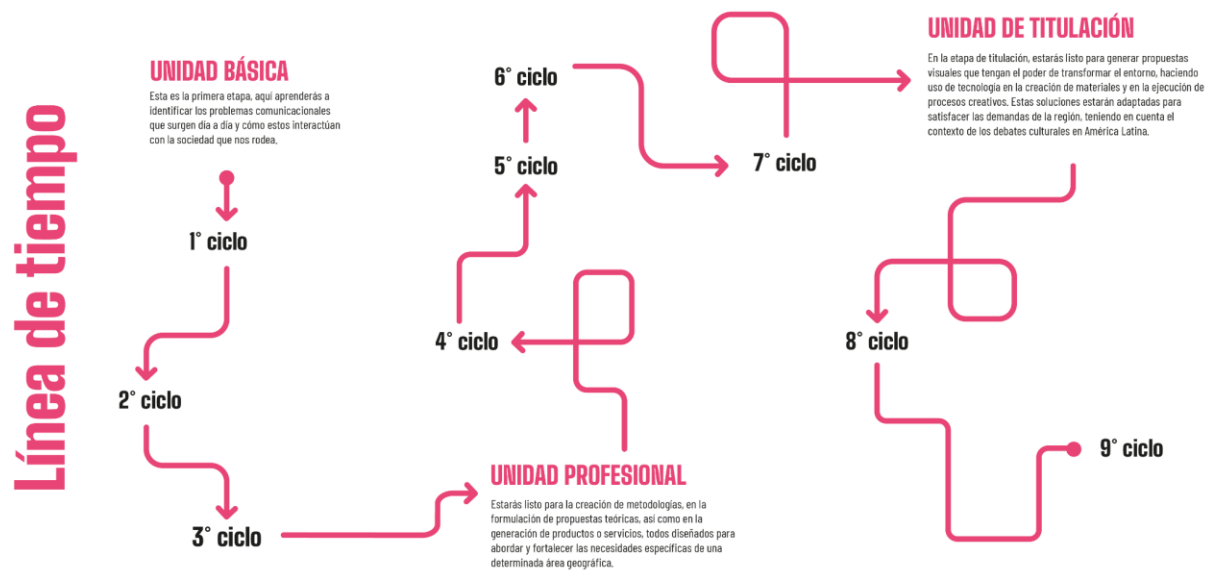 Línea de tiempo
UNIDAD BÁSICA
Esta es la primera etapa, aquí aprenderás a
identificar los problemas comunicacionales
que surgen día a día y cómo estos interactúan
con la sociedad que nos rodea.
1° ciclo
2° ciclo
3° ciclo
UNIDAD PROFESIONAL
Estarás listo para la creación de metodologías, en la
formulación de propuestas teóricas, así como en la
generación de productos o servicios, todos diseñados para
abordar y fortalecer las necesidades específicas de una
determinada área geográfica.
4° ciclo
5° ciclo
6° ciclo
7° ciclo
UNIDAD DE TITULACIÓN
En la etapa de titulación, estarás listo para generar propuestas
visuales que tengan el poder de transformar el entorno, haciendo
uso de tecnología en la creación de materiales y en la ejecución de
procesos creativos. Estas soluciones estarán adaptadas para
satisfacer las demandas de la región, teniendo en cuenta el
contexto de los debates culturales en América Latina.
8° ciclo
9° ciclo